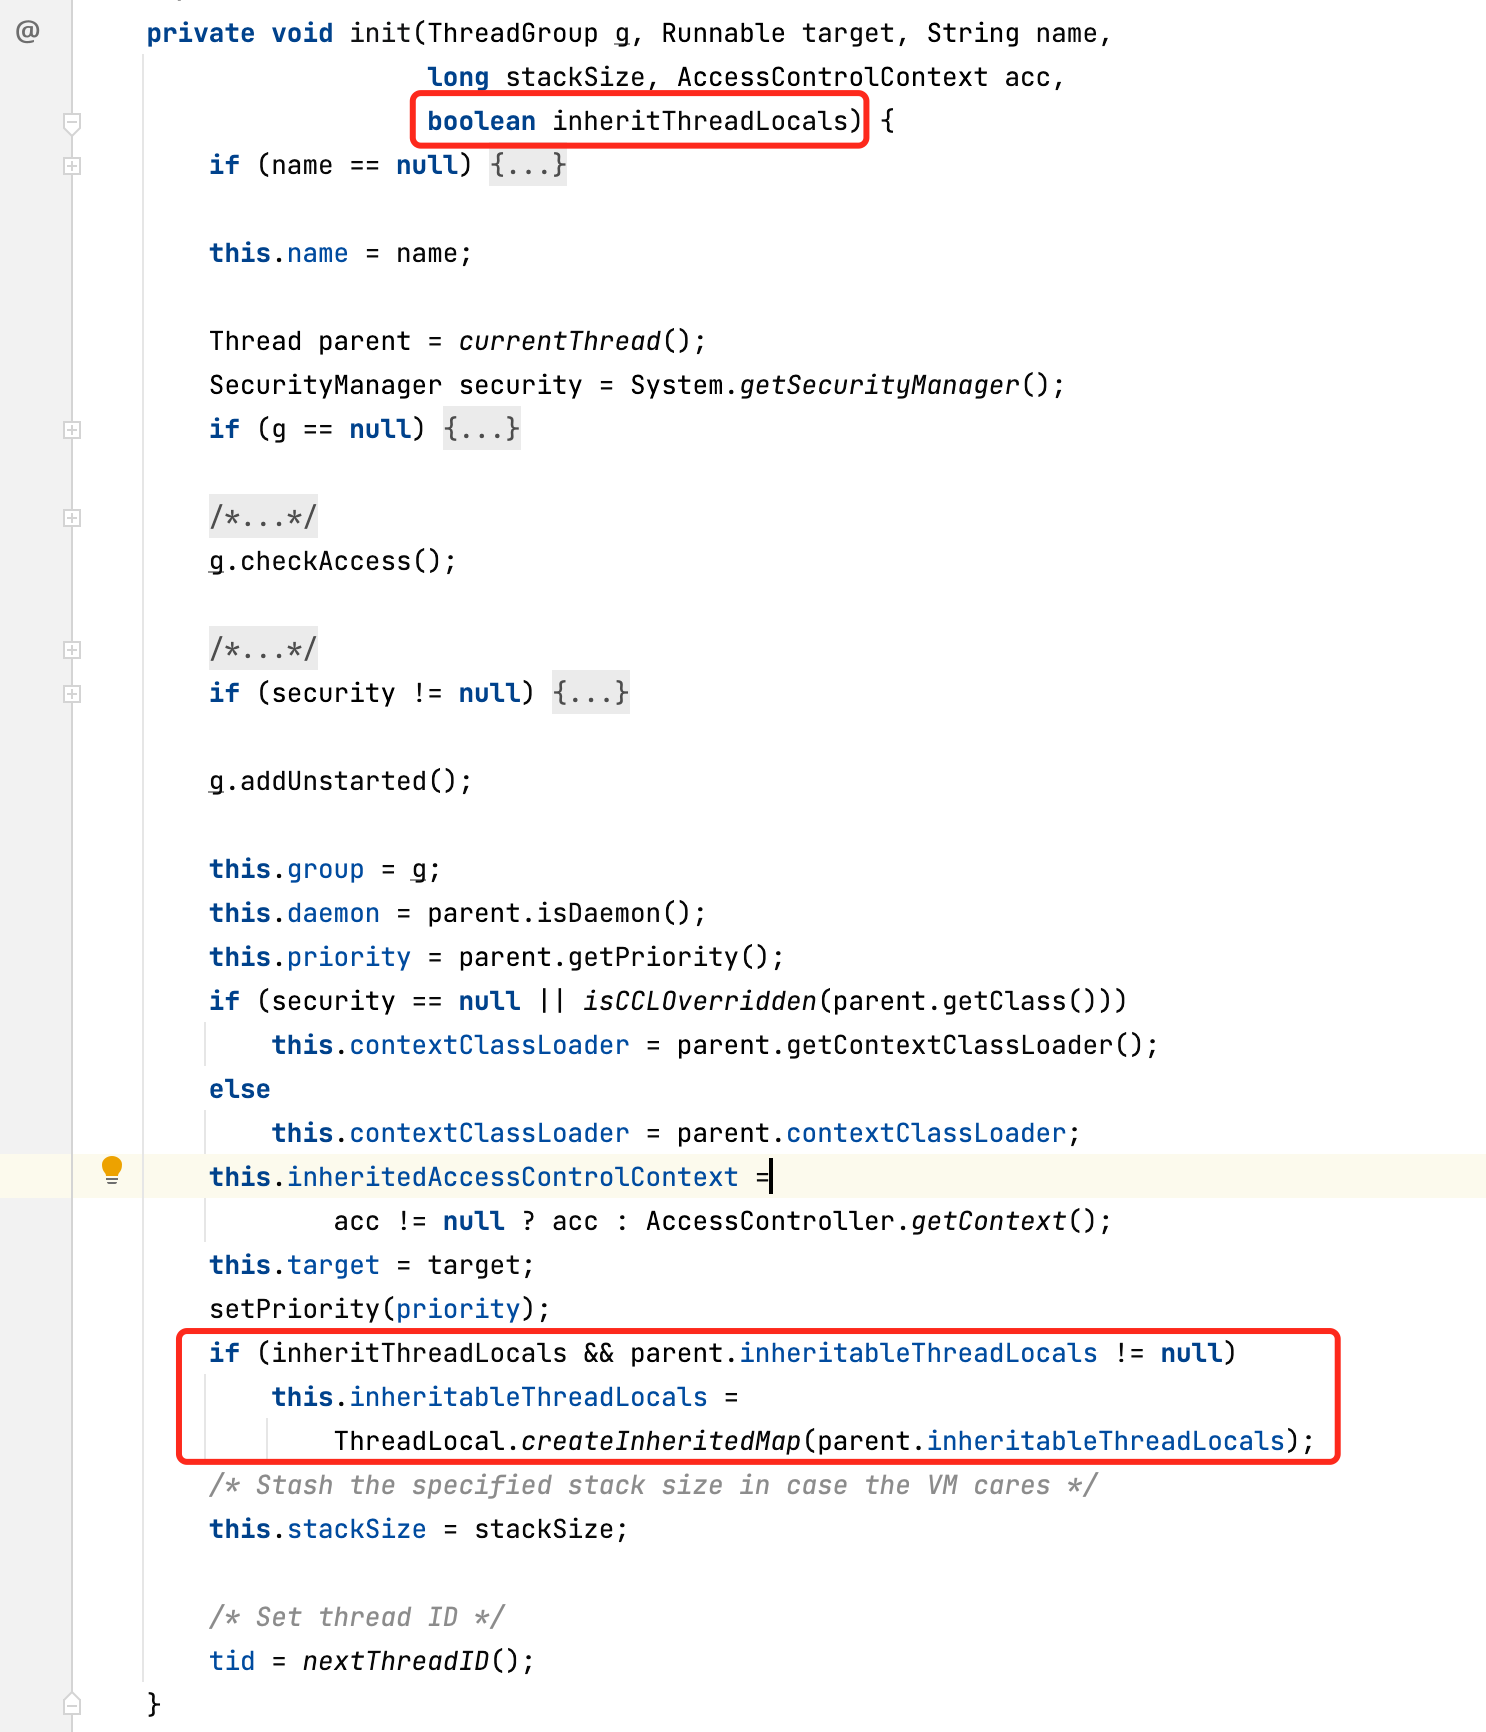 @
private void init(ThreadGroup g, Runnable target, String name,
long stackSize, AccessControlContext acc,
boolean inheritThreadLocals) {
if (name == null) {...}
this.name = name;
Thread parent = currentThread();
SecurityManager security = System.getSecurityManager();
if (g == null) {...}
/*...*/
g.checkAccess();
/*...*/
if (security != null) {...}
g.addUnstarted();
this.group = g;
this.daemon = parent.isDaemon();
this.priority = parent.getPriority();
if (security == null || isCCLOverridden(parent.getClass()))
this.contextClassLoader = parent.getContextClassLoader();
else
this.contextClassLoader = parent.contextClassLoader;
this.inheritedAccessControlContext =
acc != null ? acc : AccessController.getContext();
this.target = target;
setPriority(priority);
if (inheritThreadLocals && parent.inheritableThreadLocals != null)
this.inheritableThreadLocals =
ThreadLocal.createInheritedMap(parent.inheritableThreadLocals);
/* Stash the specified stack size in case the VM cares */
this.stackSize = stackSize;
/* Set thread ID */
tid = nextThreadID();
}